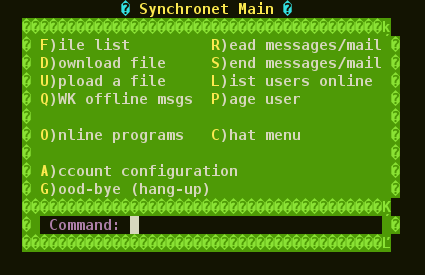 Synchronet Main
F)ile list R)ead messages/mail
D)ownload file S)end messages/mail
U)pload a file L)ist users online
Q)WK offline msgs P)age user
O)nline programs C)hat menu
A)ccount configuration
G)ood-bye (hang-up)
Command: